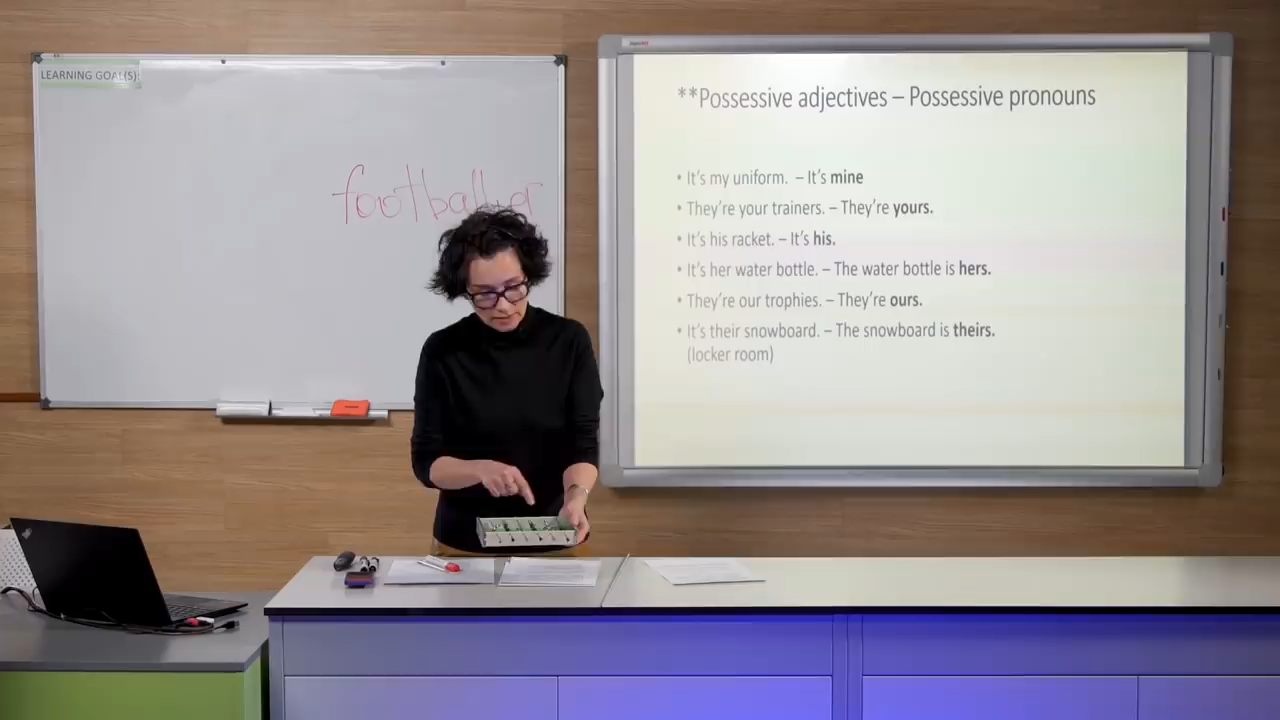 LEARNING GOAL(S):
footballer
**Possessive adjectives – Possessive pronouns
• It's my uniform. – It's mine
• They're your trainers. – They're yours.
• It's his racket. – It's his.
• It's her water bottle. – The water bottle is hers.
• They're our trophies. – They're ours.
• It's their snowboard. – The snowboard is theirs.
(locker room)